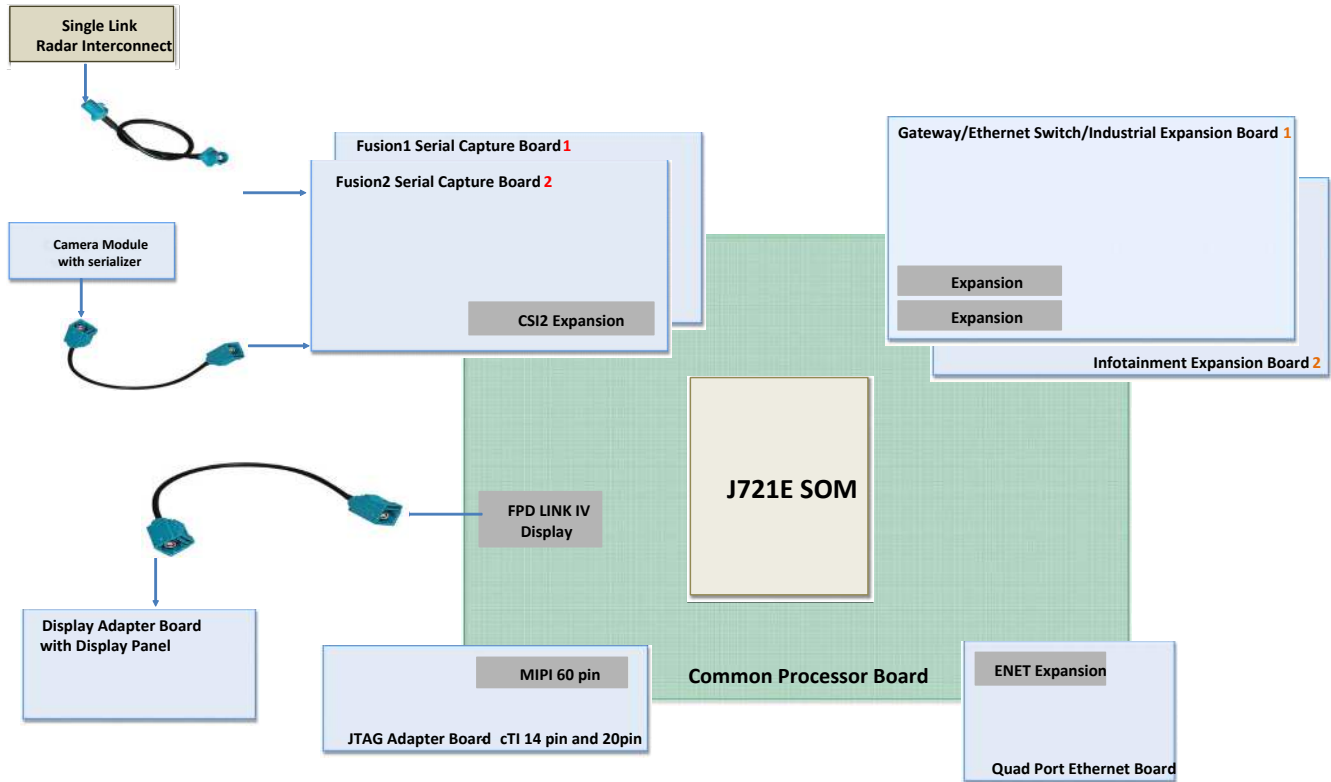 Single Link
Radar Interconnect
Fusion1 Serial Capture Board 1
Fusion2 Serial Capture Board 2
Gateway/Ethernet Switch/Industrial Expansion Board 1
Camera Module
with serializer
CSI2 Expansion
Expansion
Expansion
Infotainment Expansion Board 2
J721E SOM
FPD LINK IV
Display
Display Adapter Board
with Display Panel
MIPI 60 pin
JTAG Adapter Board cTI 14 pin and 20pin
Common Processor Board
ENET Expansion
Quad Port Ethernet Board